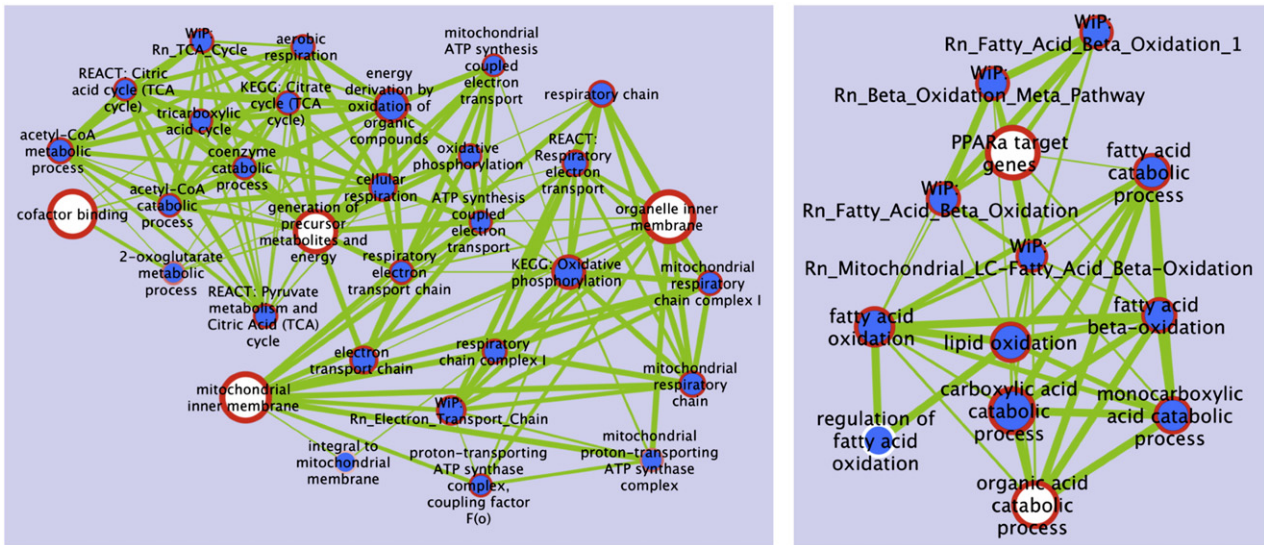 WiP:
Rn_TCA_Cycle
aerobic
respiration
mitochondrial
ATP synthesis
coupled
electron
transport
REACT: Citric
acid cycle (TCA
cycle)
KEGG: Citrate
cycle (TCA
cycle)
energy
derivation by
oxidation of
organic
compounds
respiratory chain
tricarboxylic
acid cycle
acetyl-CoA
metabolic
process
coenzyme
catabolic
process
oxidative
phosphorylation
REACT:
Respiratory
electron
transport
cellular
respiration
acetyl-CoA
catabolic
process
cofactor binding
generation of
precursor
metabolites and
energy
ATP synthesis
coupled
electron
transport
organelle inner
membrane
2-oxoglutarate
metabolic
process
respiratory
electron
transport chain
KEGG: Oxidative
phosphorylation
mitochondrial
respiratory
chain complex I
REACT: Pyruvate
metabolism and
Citric Acid (TCA)
cycle
electron
transport chain
respiratory
chain complex I
mitochondrial
respiratory
chain
mitochondrial
inner membrane
WiP:
Rn_Electron_Transport_Chain
integral to
mitochondrial
membrane
proton-transporting
ATP synthase
complex,
coupling factor
F(o)
mitochondrial
proton-transporting
ATP synthase
complex
WiP:
Rn_Fatty_Acid_Beta_Oxidation_1
WiP:
Rn_Beta_Oxidation_Meta_Pathway
PPARa target
genes
fatty acid
catabolic
process
WiP:
Rn_Fatty_Acid_Beta_Oxidation
WiP:
Rn_Mitochondrial_LC-Fatty_Acid_Beta-Oxidation
fatty acid
oxidation
lipid oxidation
fatty acid
beta-oxidation
carboxylic acid
catabolic
process
monocarboxylic
acid catabolic
process
regulation of
fatty acid
oxidation
organic acid
catabolic
process